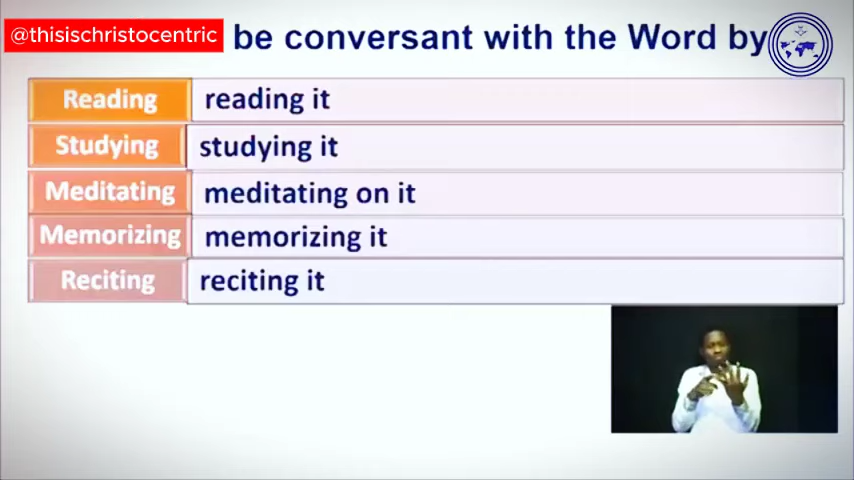 @thisischristocentric be conversant with the Word by
Reading reading it
Studying studying it
Meditating meditating on it
Memorizing memorizing it
Reciting reciting it